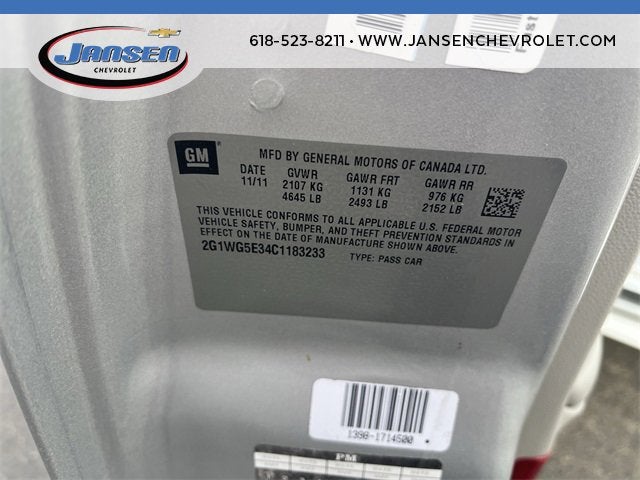 JANSEN
CHEVROLET
618-523-8211 • WWW.JANSENCHEVROLET.COM
GM
MFD BY GENERAL MOTORS OF CANADA LTD.
DATE GVWR GAWR FRT GAWR RR
11/11 2107 KG 1131 KG 976 KG
4645 LB 2493 LB 2152 LB
THIS VEHICLE CONFORMS TO ALL APPLICABLE U.S. FEDERAL MOTOR
VEHICLE SAFETY, BUMPER, AND THEFT PREVENTION STANDARDS IN
EFFECT ON THE DATE OF MANUFACTURE SHOWN ABOVE.
2G1WG5E34C1183233 TYPE: PASS CAR
1398-1714500
PM